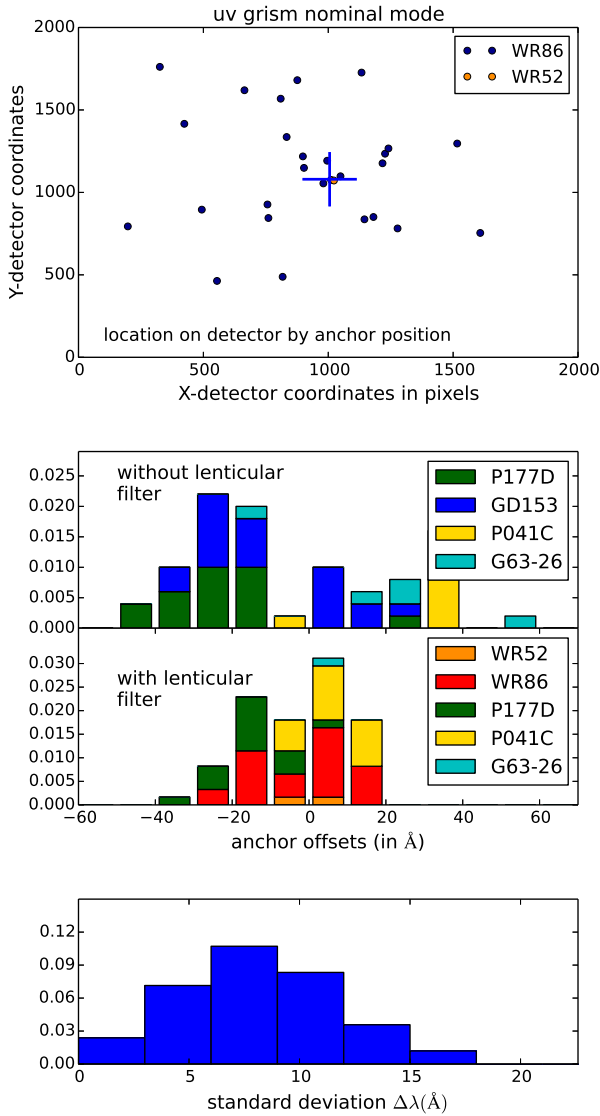 uv grism nominal mode
2000
1500
1000
500
0
Y-detector coordinates
WR86
WR52
location on detector by anchor position
0 500 1000 1500 2000
X-detector coordinates in pixels
0.025
0.020
0.015
0.010
0.005
0.000
without lenticular
filter
P177D
GD153
P041C
G63-26
0.030
0.025
0.020
0.015
0.010
0.005
0.000
with lenticular
filter
WR52
WR86
P177D
P041C
G63-26
−60 −40 −20 0 20 40 60
anchor offsets (in Å)
0.12
0.09
0.06
0.03
0.00
0 5 10 15 20
standard deviation Δλ(Å)